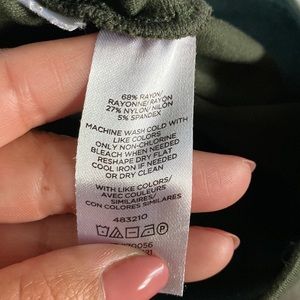 68% RAYON/
RAYONNE/RAYON
27% NYLON/NILON
5% SPANDEX
MACHINE WASH COLD WITH
LIKE COLORS
ONLY NON-CHLORINE
BLEACH WHEN NEEDED
RESHAPE DRY FLAT
COOL IRON IF NEEDED
OR DRY CLEAN
WITH LIKE COLORS/
AVEC COULEURS
SIMILAIRES/
CON COLORES SIMILARES
483210